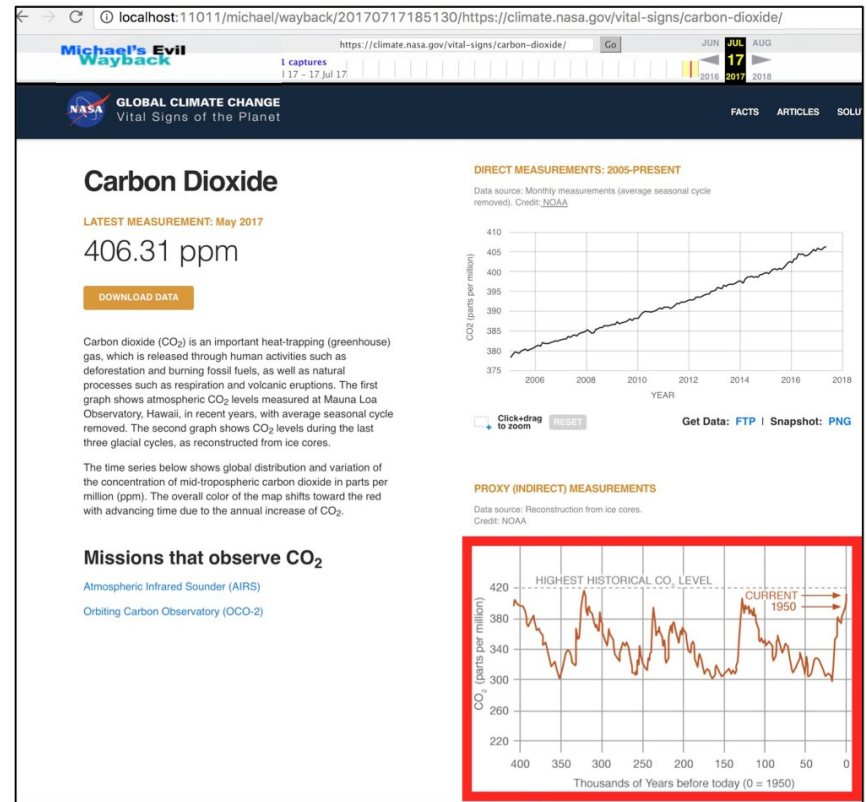 localhost:11011/michael/wayback/20170717185130/https://climate.nasa.gov/vital-signs/carbon-dioxide/
Michael's Evil
Wayback
https://climate.nasa.gov/vital-signs/carbon-dioxide/ Go
1 captures
17 - 17 Jul 17
JUN JUL AUG
17
2016 2017 2018
NASA
GLOBAL CLIMATE CHANGE
Vital Signs of the Planet
FACTS ARTICLES SOLU
Carbon Dioxide
LATEST MEASUREMENT: May 2017
406.31 ppm
DOWNLOAD DATA
Carbon dioxide (CO₂) is an important heat-trapping (greenhouse)
gas, which is released through human activities such as
deforestation and burning fossil fuels, as well as natural
processes such as respiration and volcanic eruptions. The first
graph shows atmospheric CO₂ levels measured at Mauna Loa
Observatory, Hawaii, in recent years, with average seasonal cycle
removed. The second graph shows CO₂ levels during the last
three glacial cycles, as reconstructed from ice cores.
The time series below shows global distribution and variation of
the concentration of mid-tropospheric carbon dioxide in parts per
million (ppm). The overall color of the map shifts toward the red
with advancing time due to the annual increase of CO₂.
Missions that observe CO₂
Atmospheric Infrared Sounder (AIRS)
Orbiting Carbon Observatory (OCO-2)
DIRECT MEASUREMENTS: 2005-PRESENT
Data source: Monthly measurements (average seasonal cycle
removed). Credit: NOAA
CO2 (parts per million)
410
405
400
395
390
385
380
375
2006 2008 2010 2012 2014 2016 2018
YEAR
Click+drag
to zoom
RESET
Get Data: FTP | Snapshot: PNG
PROXY (INDIRECT) MEASUREMENTS
Data source: Reconstruction from ice cores.
Credit: NOAA
HIGHEST HISTORICAL CO₂ LEVEL
CURRENT
1950
CO₂ (parts per million)
420
380
340
300
260
220
400 350 300 250 200 150 100 50 0
Thousands of Years before today (0 = 1950)